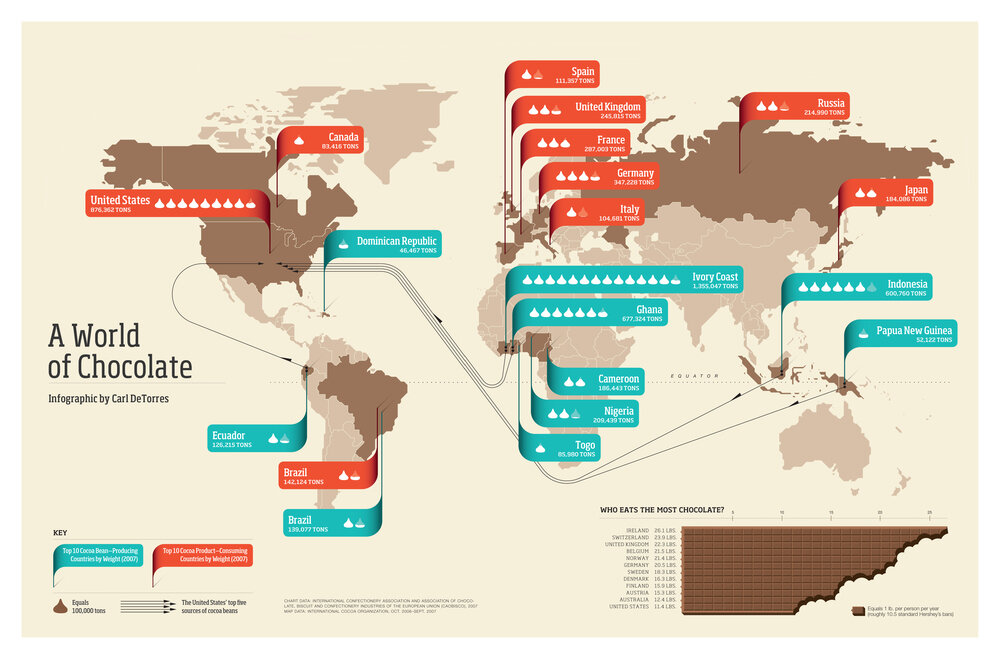 Spain
111,357 TONS
United Kingdom
245,815 TONS
Russia
214,990 TONS
Canada
83,416 TONS
France
287,003 TONS
Germany
347,228 TONS
United States
876,362 TONS
Japan
184,086 TONS
Italy
104,681 TONS
Dominican Republic
46,467 TONS
Ivory Coast
1,355,047 TONS
Indonesia
600,760 TONS
Ghana
677,324 TONS
Papua New Guinea
52,122 TONS
A World
of Chocolate
Infographic by Carl DeTorres
EQUATOR
Cameroon
186,443 TONS
Nigeria
209,439 TONS
Togo
85,980 TONS
Ecuador
126,215 TONS
Brazil
142,124 TONS
Brazil
139,077 TONS
KEY
Top 10 Cocoa Bean–Producing
Countries by Weight (2007)
Top 10 Cocoa Product–Consuming
Countries by Weight (2007)
Equals
100,000 tons
The United States' top five
sources of cocoa beans
CHART DATA: INTERNATIONAL CONFECTIONERY ASSOCIATION AND ASSOCIATION OF CHOCO-
LATE, BISCUIT AND CONFECTIONERY INDUSTRIES OF THE EUROPEAN UNION (CAOBISCO), 2007
MAP DATA: INTERNATIONAL COCOA ORGANIZATION, OCT. 2006–SEPT. 2007
WHO EATS THE MOST CHOCOLATE?
5 10 15 20 25
IRELAND 26.1 LBS.
SWITZERLAND 23.9 LBS.
UNITED KINGDOM 22.3 LBS.
BELGIUM 21.5 LBS.
NORWAY 21.4 LBS.
GERMANY 20.5 LBS.
SWEDEN 18.3 LBS.
DENMARK 16.3 LBS.
FINLAND 15.9 LBS.
AUSTRIA 15.3 LBS.
AUSTRALIA 12.4 LBS.
UNITED STATES 11.4 LBS.
Equals 1 lb. per person per year
(roughly 10.5 standard Hershey's bars)